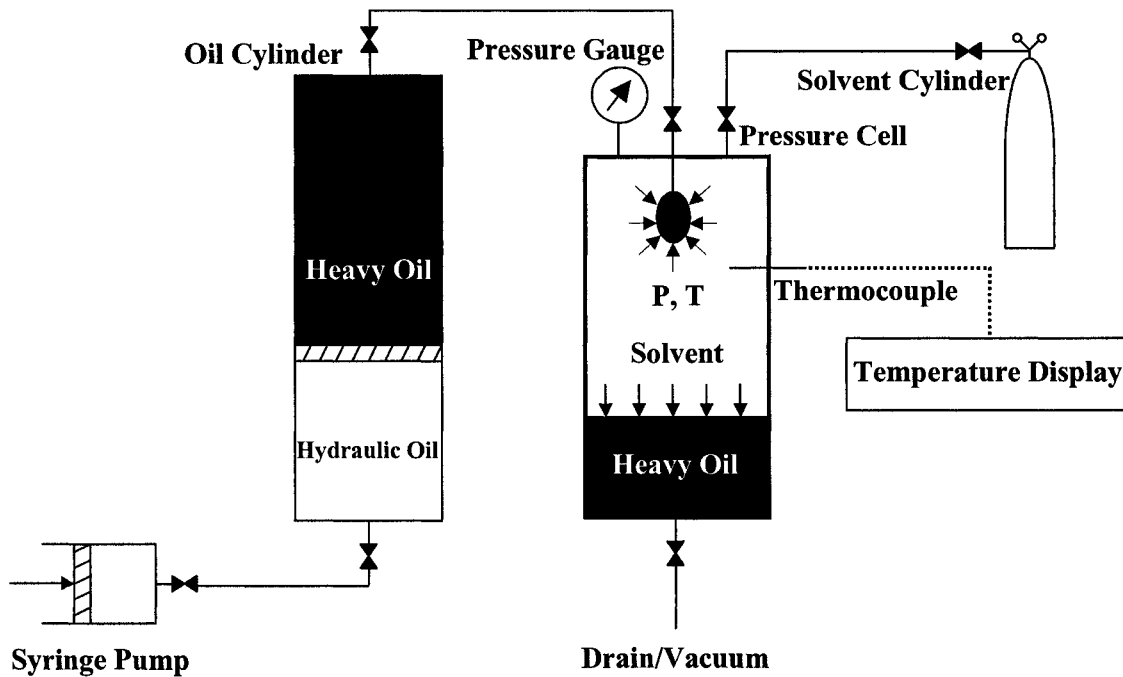 Oil Cylinder
Pressure Gauge
Solvent Cylinder
Pressure Cell
Heavy Oil
P, T
Thermocouple
Solvent
Temperature Display
Hydraulic Oil
Heavy Oil
Syringe Pump
Drain/Vacuum